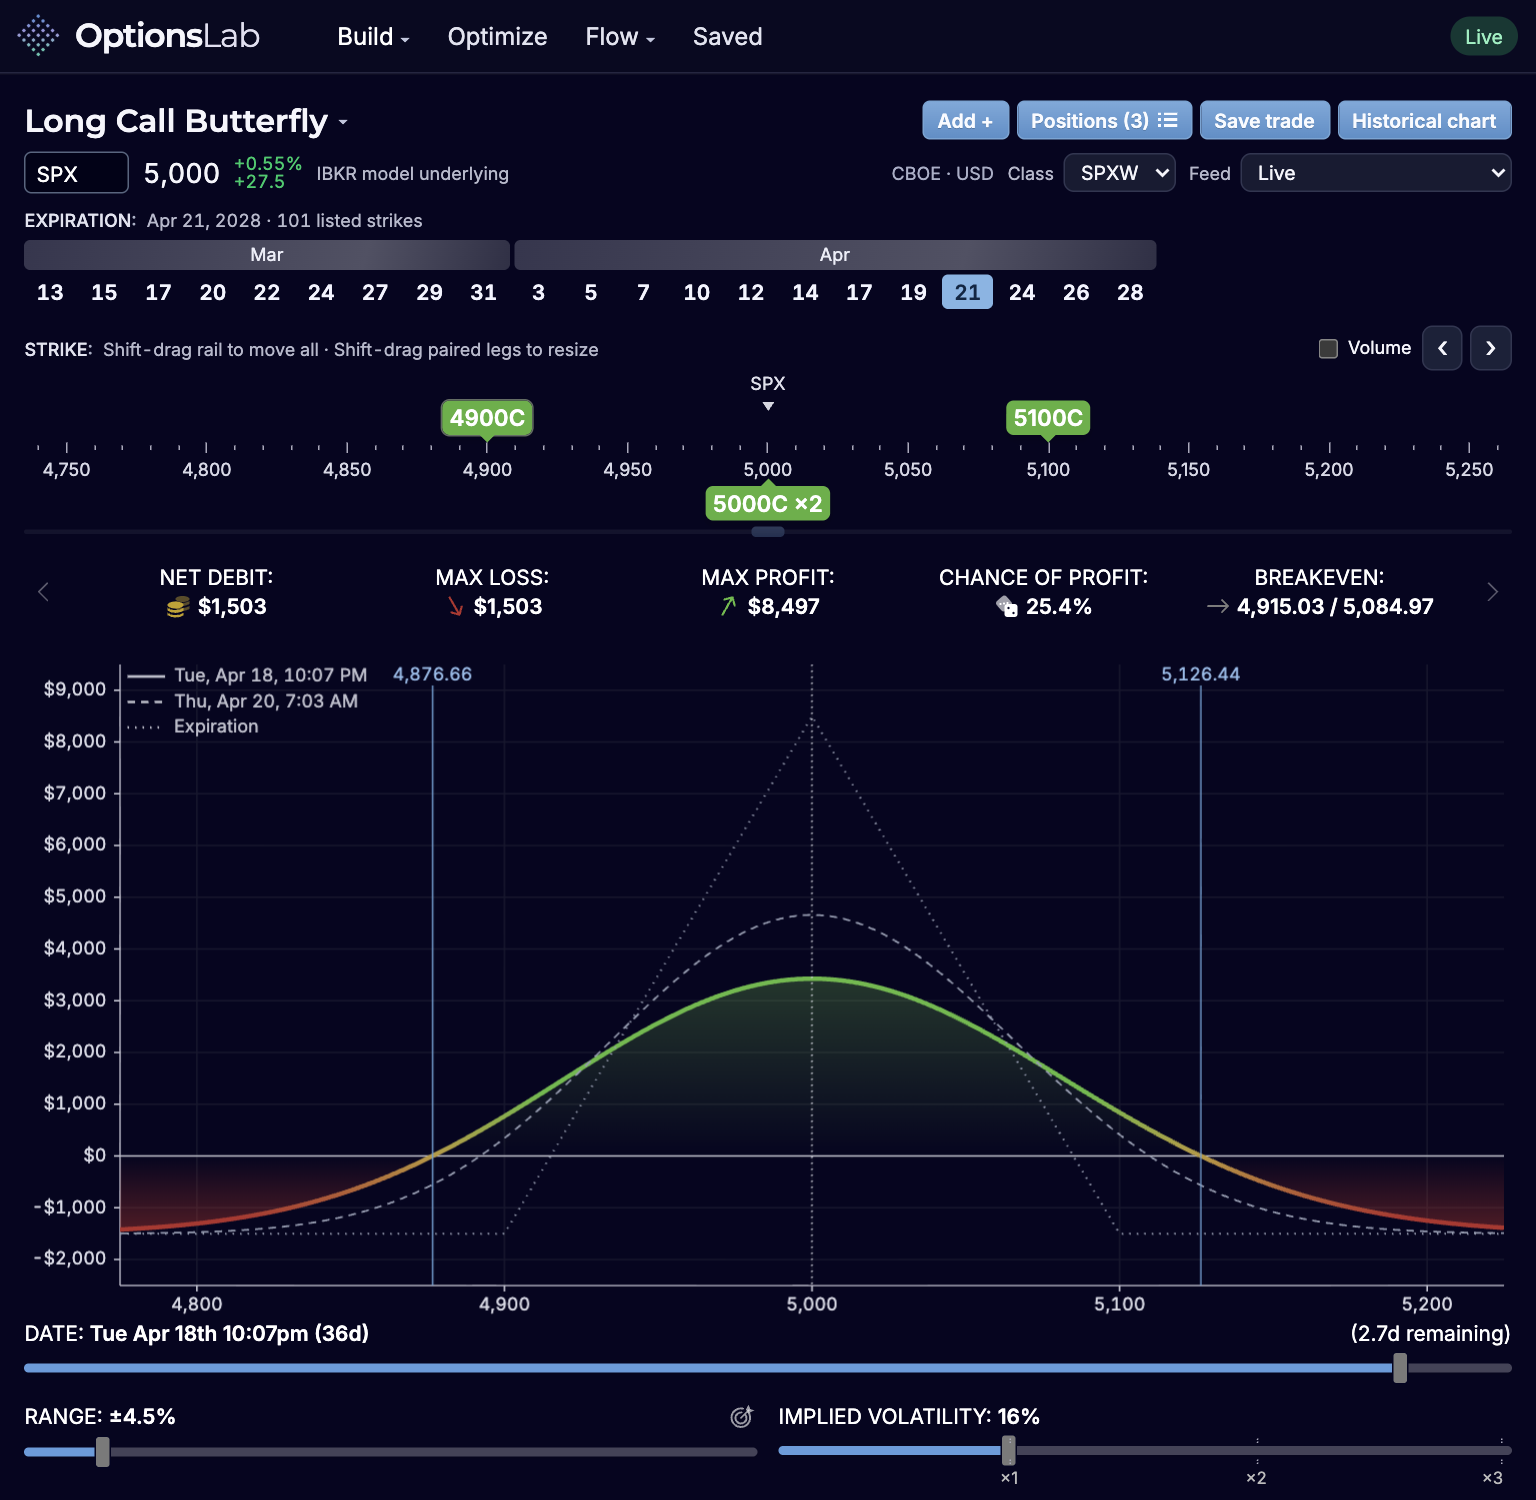 OptionsLab Build Optimize Flow Saved Live
Long Call Butterfly Add + Positions (3) Save trade Historical chart
SPX 5,000 +0.55% +27.5 IBKR model underlying CBOE · USD Class SPXW Feed Live
EXPIRATION: Apr 21, 2028 · 101 listed strikes
Mar Apr
13 15 17 20 22 24 27 29 31 3 5 7 10 12 14 17 19 21 24 26 28
STRIKE: Shift-drag rail to move all · Shift-drag paired legs to resize Volume
SPX
4900C 5100C
4,750 4,800 4,850 4,900 4,950 5,000 5,050 5,100 5,150 5,200 5,250
5000C ×2
NET DEBIT: MAX LOSS: MAX PROFIT: CHANCE OF PROFIT: BREAKEVEN:
$1,503 $1,503 $8,497 25.4% 4,915.03 / 5,084.97
Tue, Apr 18, 10:07 PM 4,876.66 5,126.44
$9,000
Thu, Apr 20, 7:03 AM
Expiration
$8,000
$7,000
$6,000
$5,000
$4,000
$3,000
$2,000
$1,000
$0
-$1,000
-$2,000
4,800 4,900 5,000 5,100 5,200
DATE: Tue Apr 18th 10:07pm (36d) (2.7d remaining)
RANGE: ±4.5% IMPLIED VOLATILITY: 16%
×1 ×2 ×3